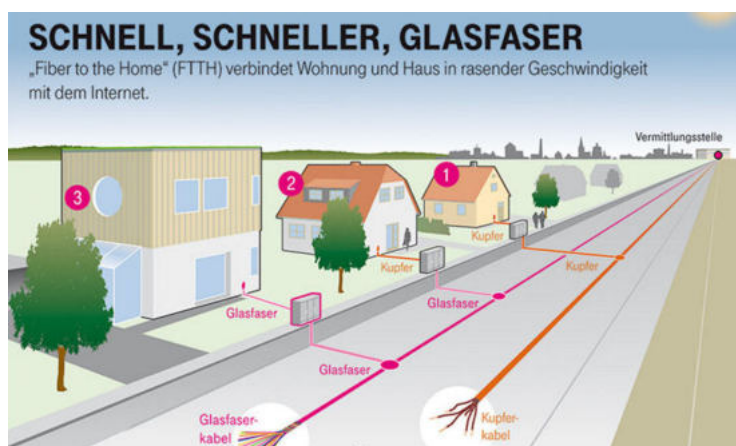 SCHNELL, SCHNELLER, GLASFASER
„Fiber to the Home“ (FTTH) verbindet Wohnung und Haus in rasender Geschwindigkeit
mit dem Internet.
Vermittlungsstelle
1
2
3
Kupfer
Kupfer
Kupfer
Glasfaser
Glasfaser
Glasfaser
Glasfaser-
kabel
Kupfer-
kabel